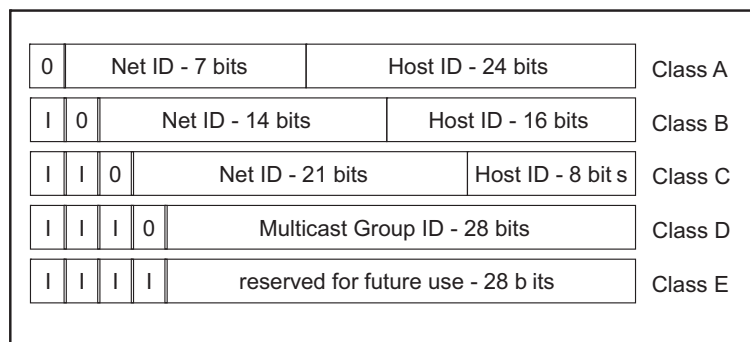 0 Net ID - 7 bits Host ID - 24 bits Class A
I 0 Net ID - 14 bits Host ID - 16 bits Class B
I I 0 Net ID - 21 bits Host ID - 8 bit s Class C
I I I 0 Multicast Group ID - 28 bits Class D
I I I I reserved for future use - 28 b its Class E